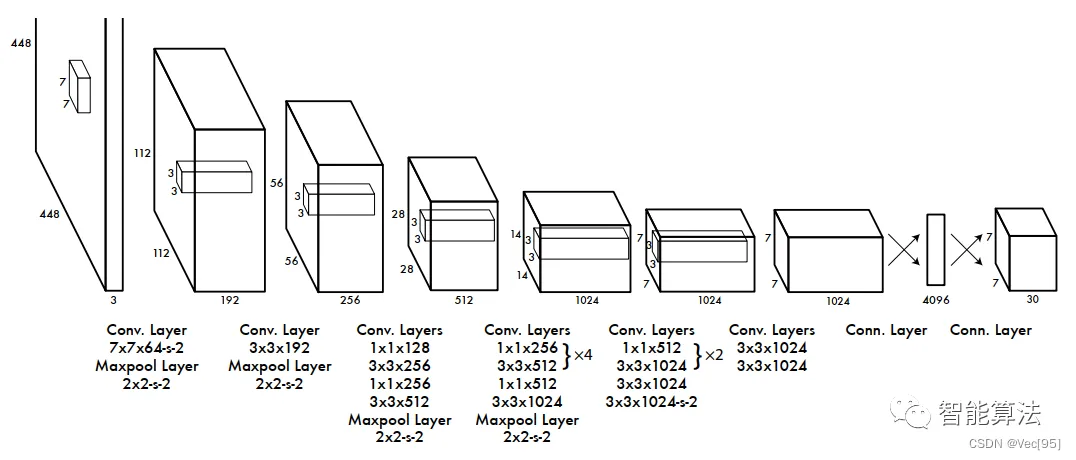 448
7
7
448
3
112
3
3
112
192
56
3
3
56
256
28
3
3
28
512
14
3
3
14
1024
7
3
3
7
1024
7
7
1024
4096
7
7
30
Conv. Layer
7x7x64-s-2
Maxpool Layer
2x2-s-2
Conv. Layer
3x3x192
Maxpool Layer
2x2-s-2
Conv. Layers
1x1x128
3x3x256
1x1x256
3x3x512
Maxpool Layer
2x2-s-2
Conv. Layers
1x1x256
3x3x512
}×4
1x1x512
3x3x1024
Maxpool Layer
2x2-s-2
Conv. Layers
1x1x512
3x3x1024
}×2
3x3x1024
3x3x1024-s-2
Conv. Layers
3x3x1024
3x3x1024
Conn. Layer
Conn. Layer
智能算法
CSDN @Vec[95]